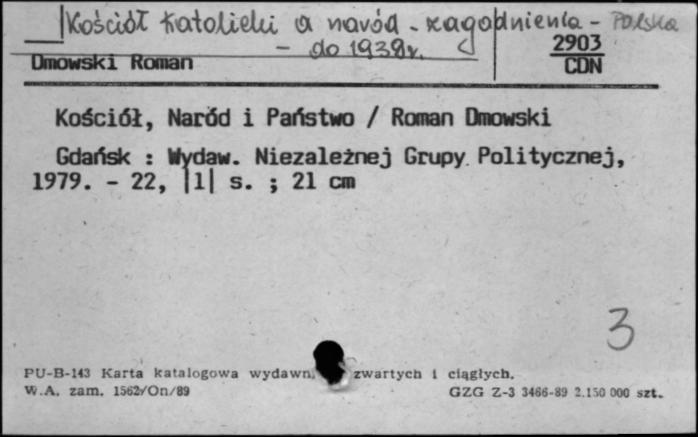 Kościół katolicki a naród - zagadnienia - Polska
- do 1939r.
2903
CDN
Dmowski Roman
Kościół, Naród i Państwo / Roman Dmowski
Gdańsk : Wydaw. Niezależnej Grupy Politycznej,
1979. - 22, |1| s. ; 21 cm
3
PU-B-143 Karta katalogowa wydawn. zwartych i ciągłych.
W.A. zam. 1562/On/89 GZG Z-3 3466-89 2.150 000 szt.